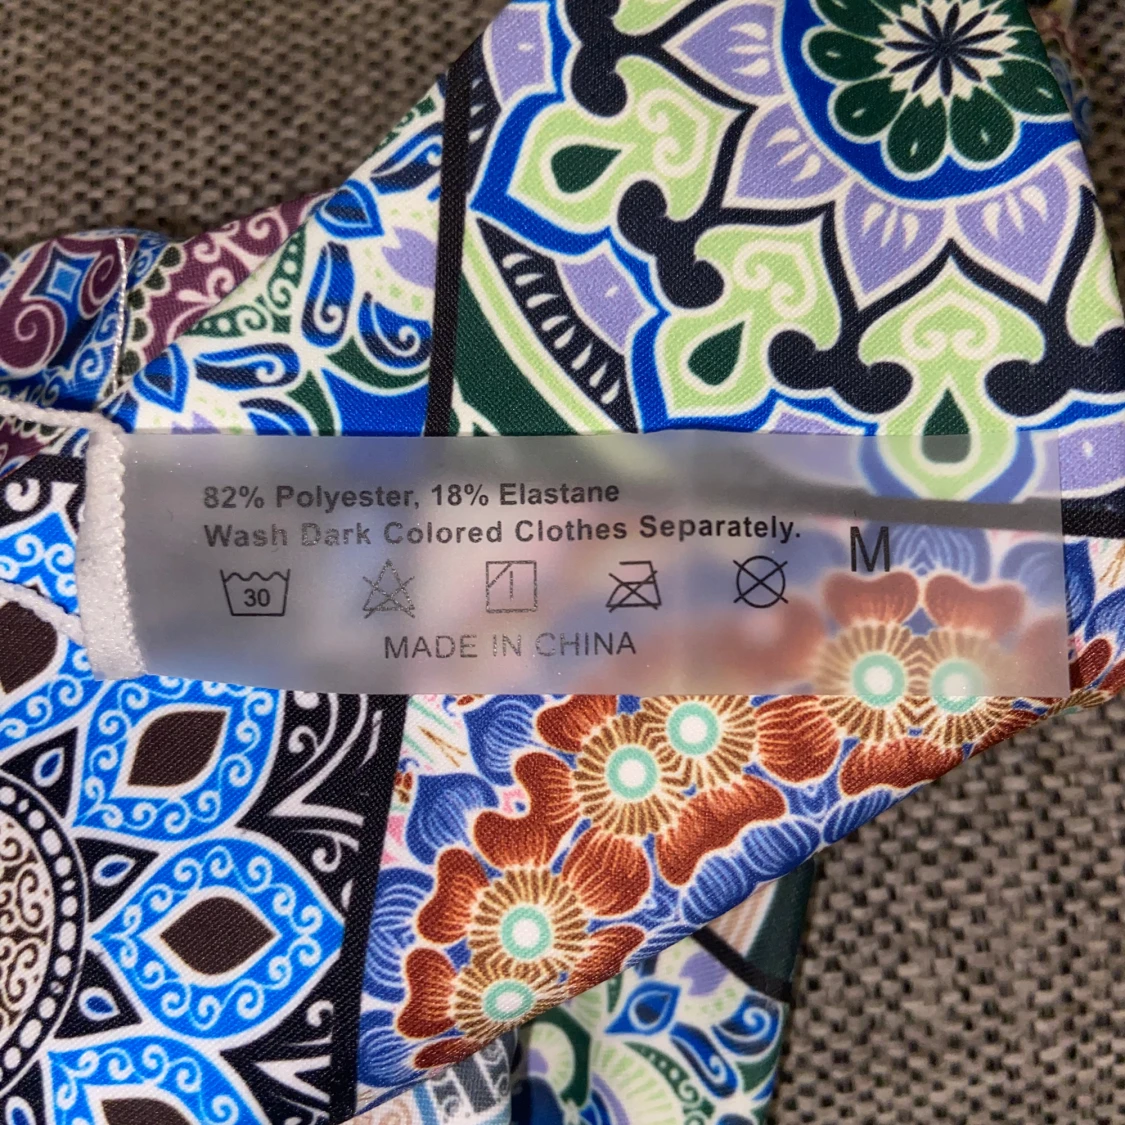 82% Polyester, 18% Elastane
Wash Dark Colored Clothes Separately.
M
30
MADE IN CHINA